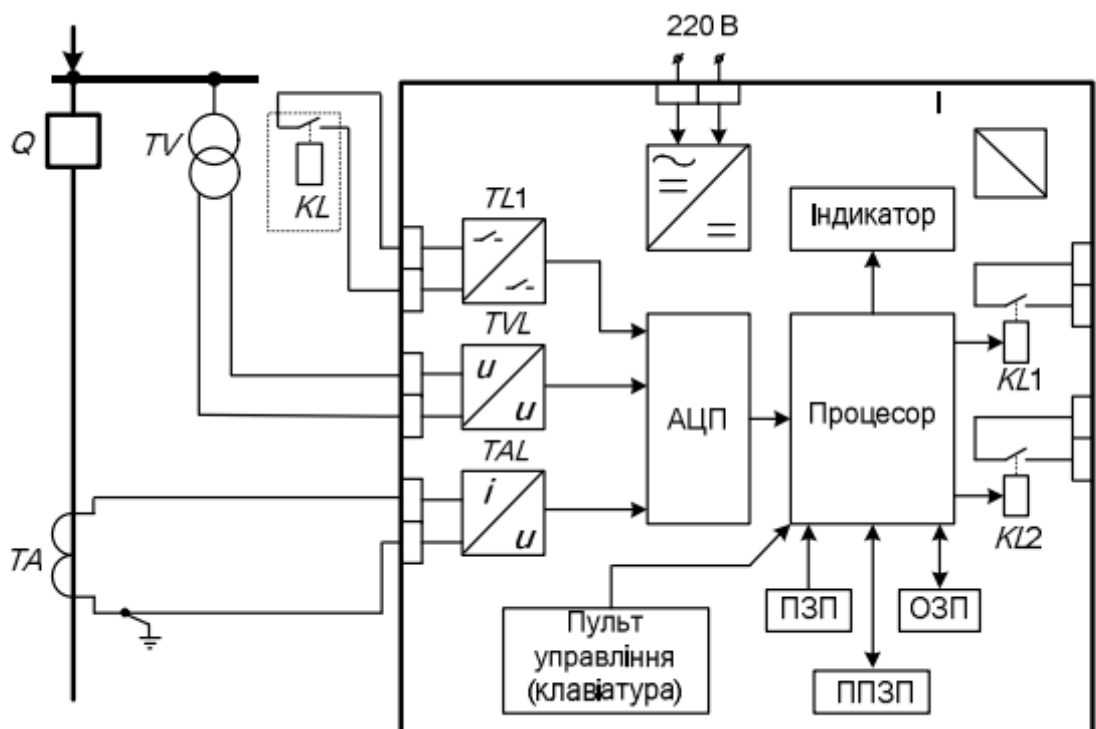 220 В
I
Q
TV
KL
TL1
Індикатор
TVL
u
u
KL1
АЦП
Процесор
TAL
i
u
KL2
TA
ПЗП
ОЗП
Пульт
управління
(клавіатура)
ППЗП